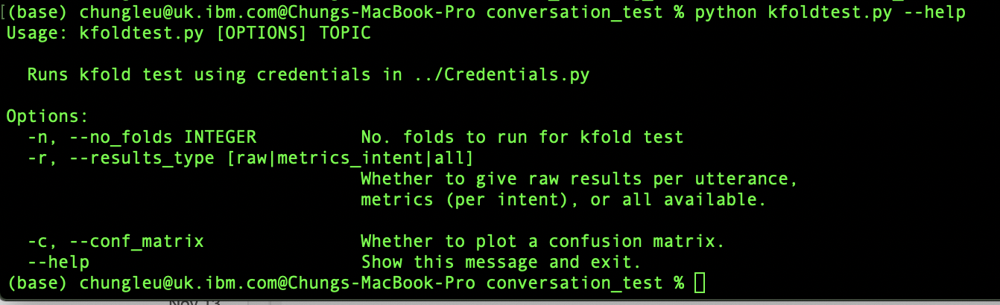 (base) chungleu@uk.ibm.com@Chungs-MacBook-Pro conversation_test % python kfoldtest.py --help
Usage: kfoldtest.py [OPTIONS] TOPIC
Runs kfold test using credentials in ../Credentials.py
Options:
-n, --no_folds INTEGER No. folds to run for kfold test
-r, --results_type [raw|metrics_intent|all]
Whether to give raw results per utterance,
metrics (per intent), or all available.
-c, --conf_matrix Whether to plot a confusion matrix.
--help Show this message and exit.
(base) chungleu@uk.ibm.com@Chungs-MacBook-Pro conversation_test %
Nov 13